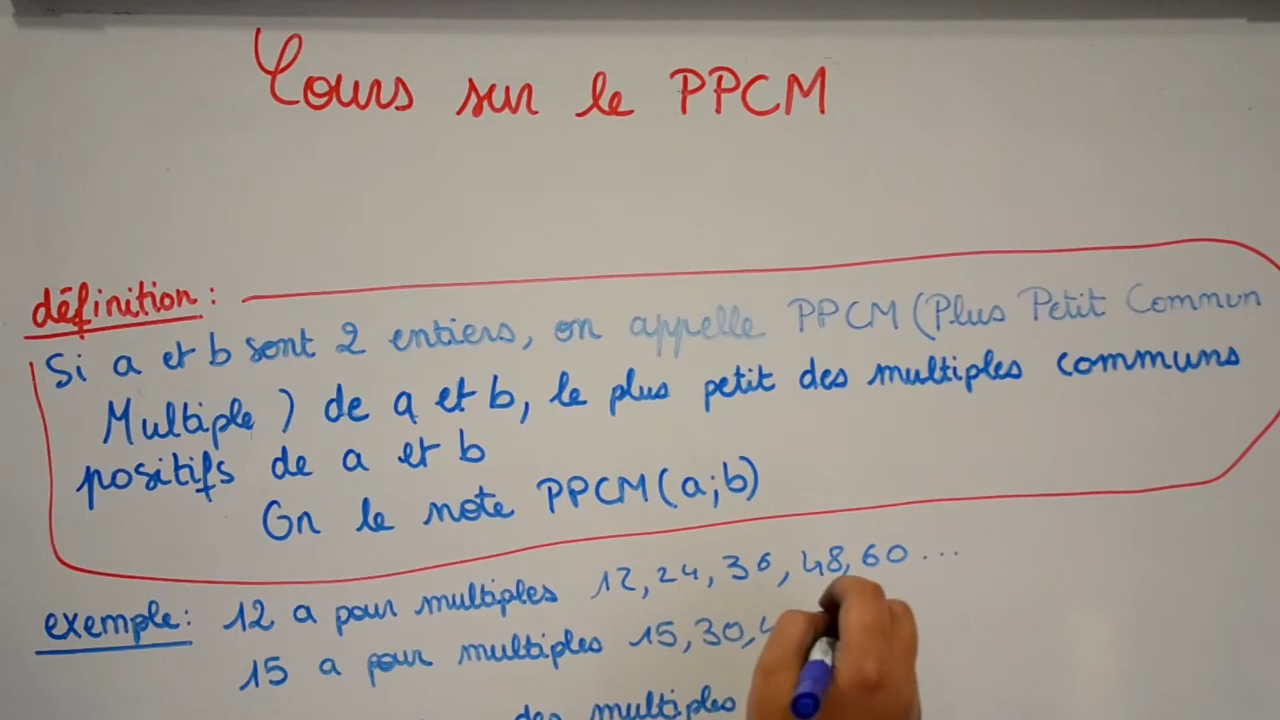 Cours sur le PPCM
définition :
Si a et b sont 2 entiers, on appelle PPCM (Plus Petit Commun
Multiple) de a et b, le plus petit des multiples communs
positifs de a et b
On le note PPCM(a;b)
exemple: 12 a pour multiples 12, 24, 36, 48, 60 ...
15 a pour multiples 15, 30, 4
des multiples